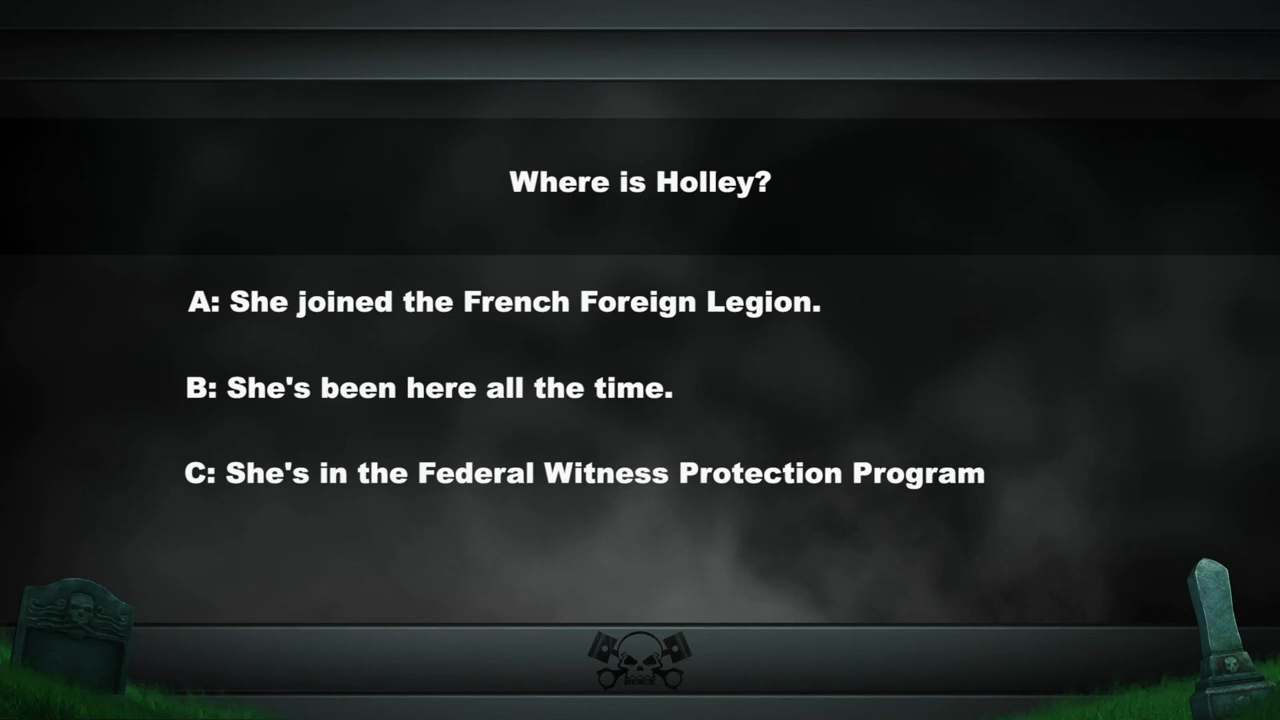 Where is Holley?
A: She joined the French Foreign Legion.
B: She's been here all the time.
C: She's in the Federal Witness Protection Program